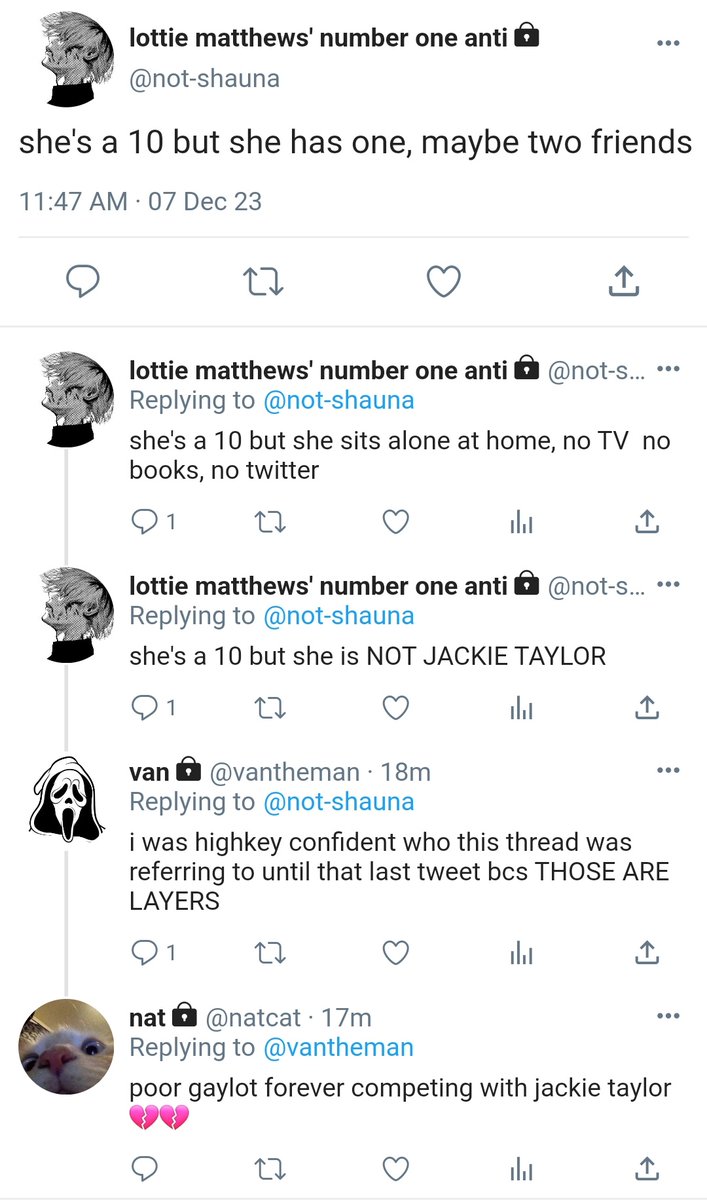 lottie matthews' number one anti
@not-shauna
she's a 10 but she has one, maybe two friends
11:47 AM · 07 Dec 23
lottie matthews' number one anti @not-s...
Replying to @not-shauna
she's a 10 but she sits alone at home, no TV  no
books, no twitter
1
lottie matthews' number one anti @not-s...
Replying to @not-shauna
she's a 10 but she is NOT JACKIE TAYLOR
1
van @vantheman · 18m
Replying to @not-shauna
i was highkey confident who this thread was
referring to until that last tweet bcs THOSE ARE
LAYERS
1
nat @natcat · 17m
Replying to @vantheman
poor gaylot forever competing with jackie taylor
💔💔